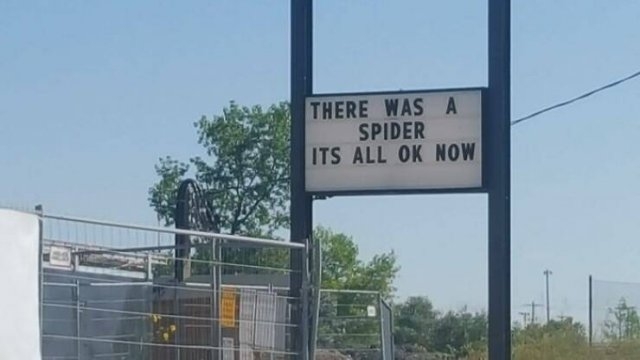 THERE WAS A
SPIDER
ITS ALL OK NOW